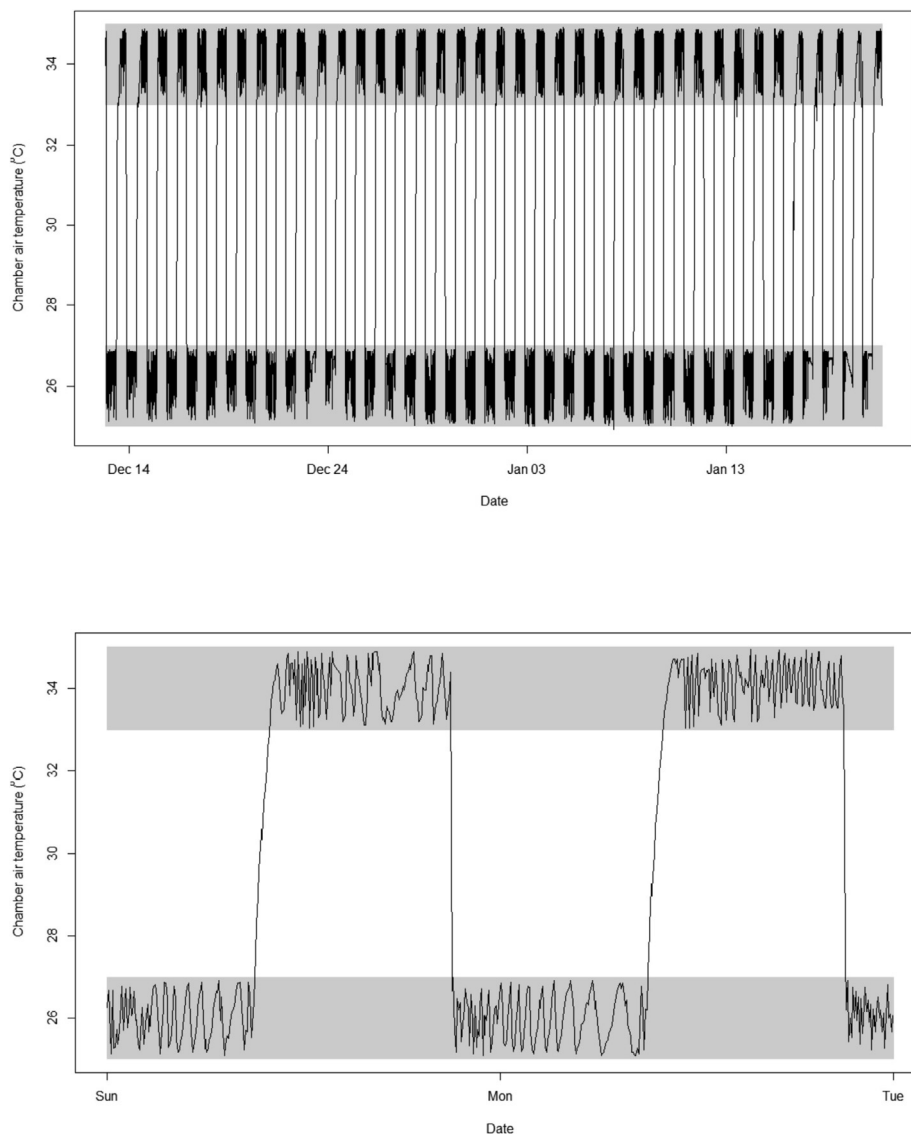 34
32
30
28
26
Chamber air temperature (°C)
Dec 14
Dec 24
Jan 03
Jan 13
Date
34
32
30
28
26
Chamber air temperature (°C)
Sun
Mon
Tue
Date